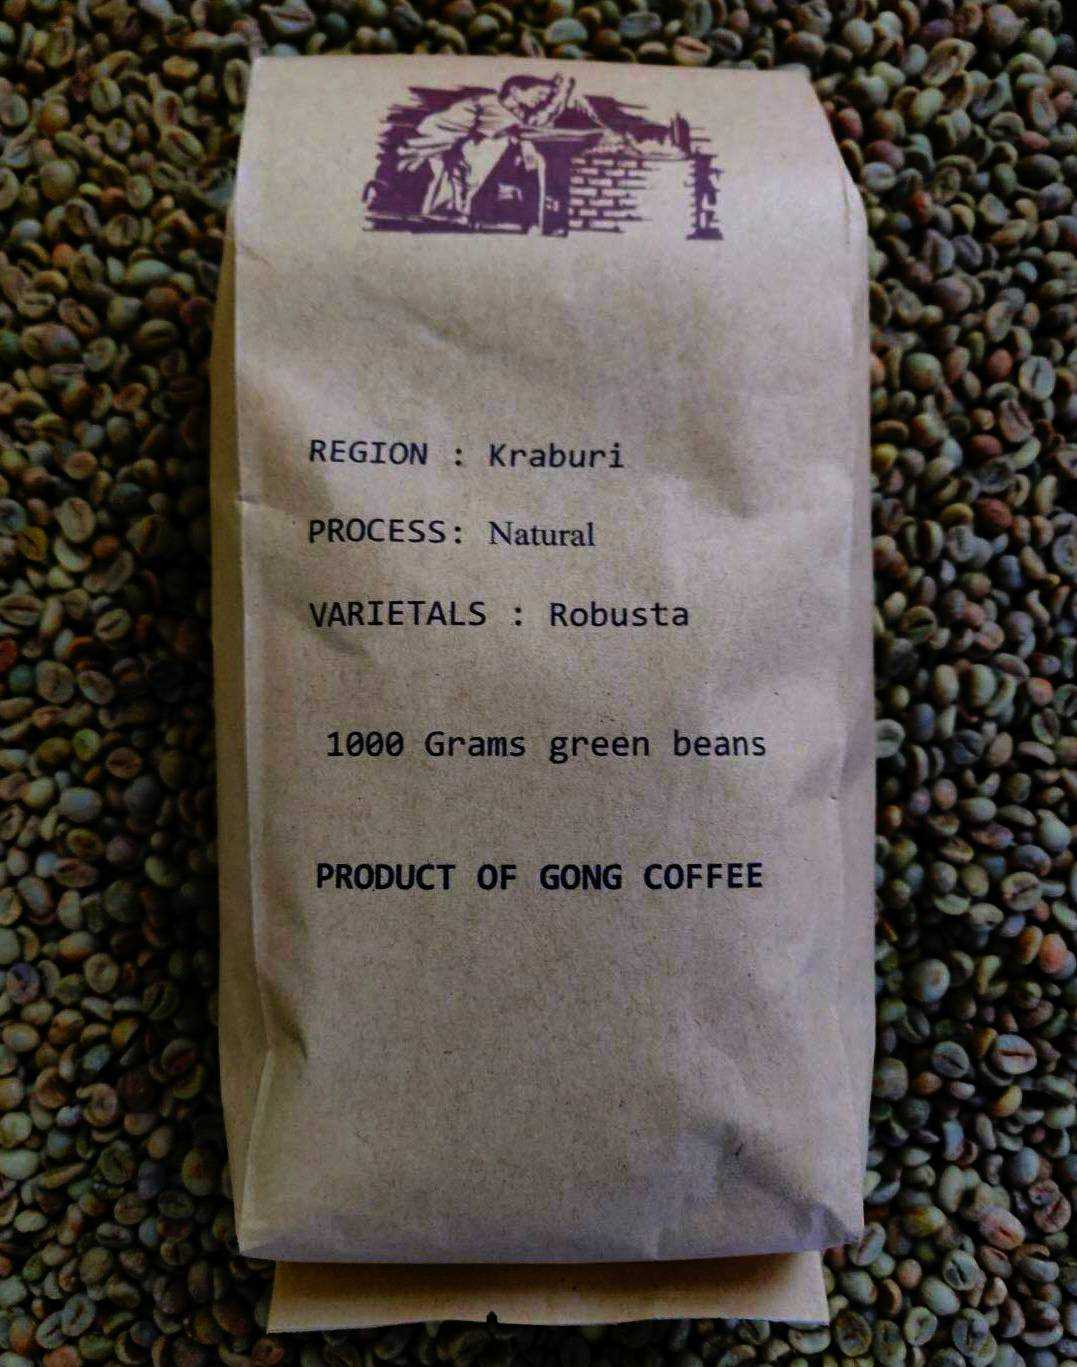 REGION : Kraburi
PROCESS: Natural
VARIETALS : Robusta
1000 Grams green beans
PRODUCT OF GONG COFFEE